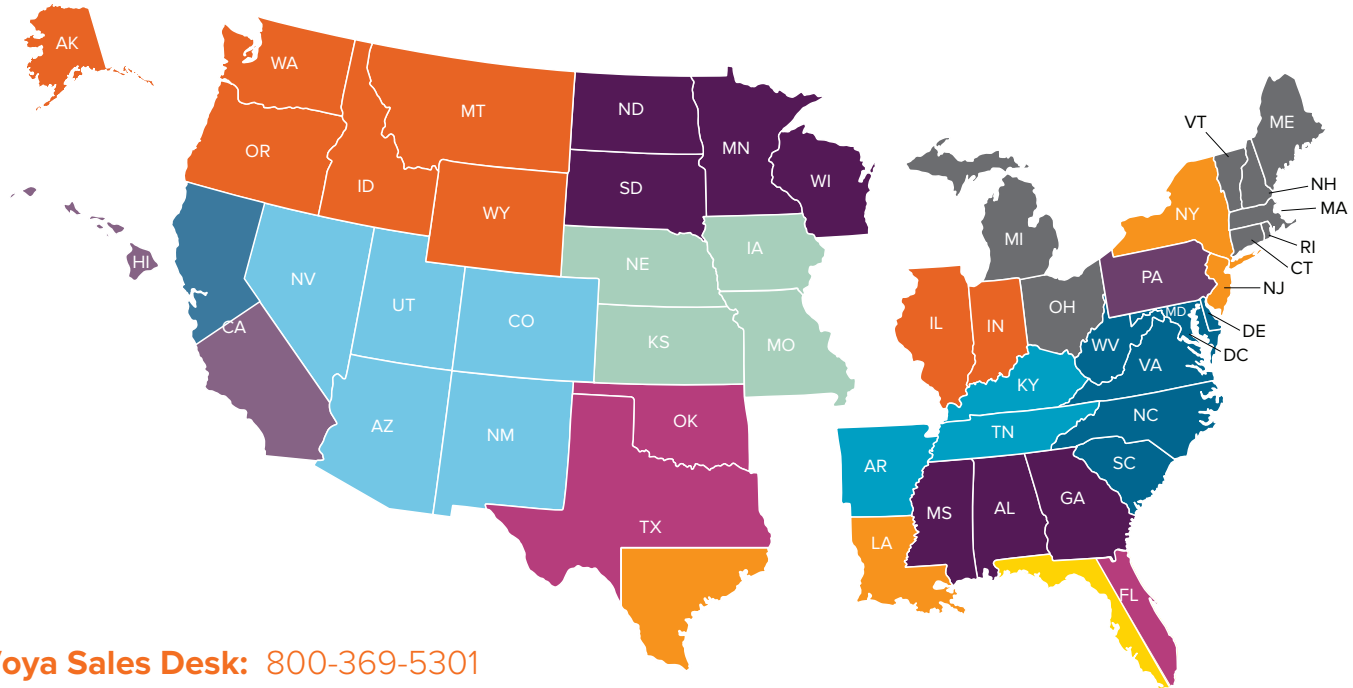 AK
WA
MT
ND
MN
OR
ID
SD
WI
WY
VT
ME
NH
MA
NY
RI
CT
MI
HI
NV
UT
CO
NE
IA
PA
NJ
CA
KS
MO
IL
IN
OH
MD
DE
DC
WV
VA
KY
AZ
NM
OK
TN
NC
AR
SC
TX
MS
AL
GA
LA
FL
oya Sales Desk: 800-369-5301